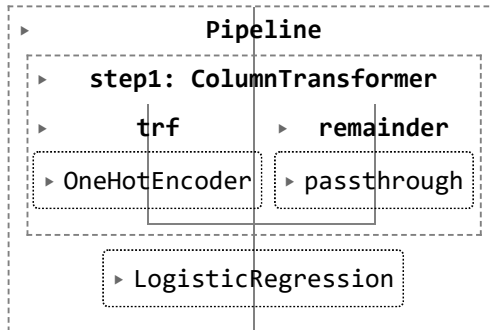 Pipeline
step1: ColumnTransformer
trf remainder
OneHotEncoder passthrough
LogisticRegression